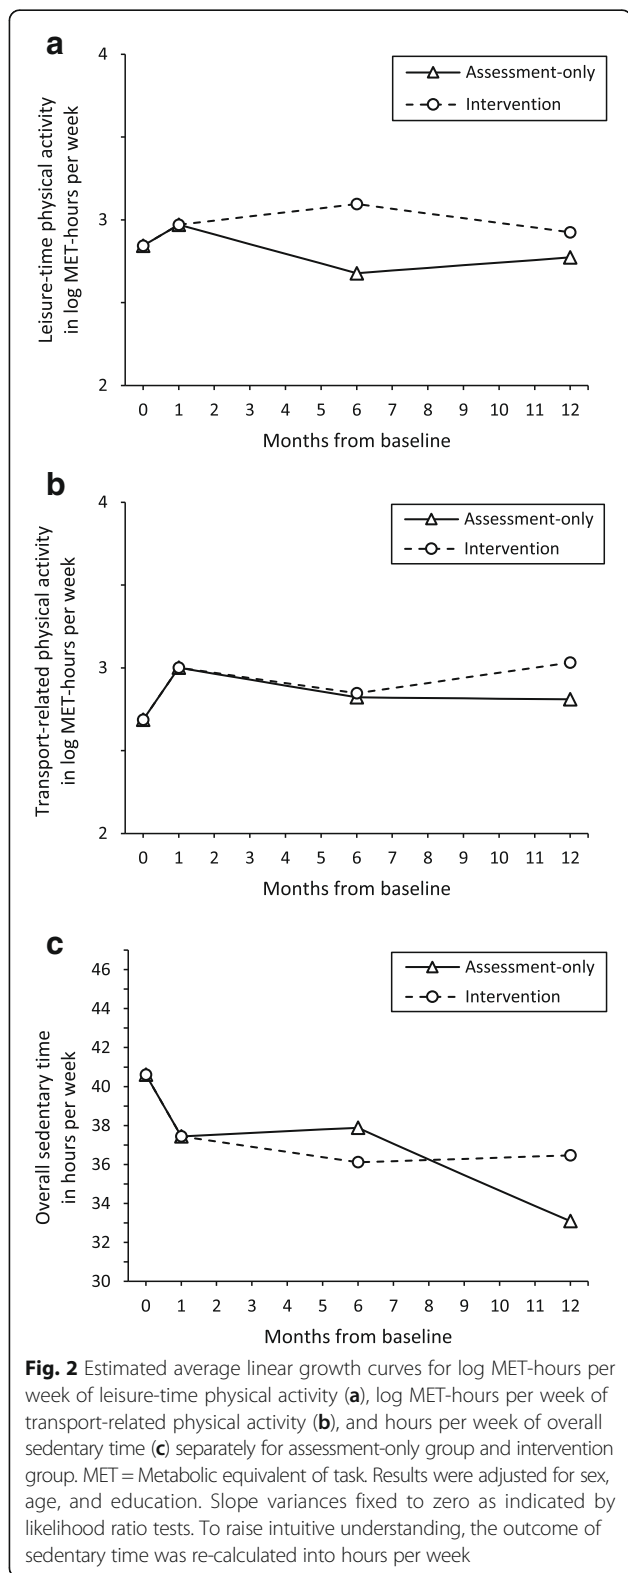 a
4
Assessment-only
Intervention
Leisure-time physical activity
in log MET-hours per week
3
2
0 1 2 3 4 5 6 7 8 9 10 11 12
Months from baseline
b
4
Assessment-only
Intervention
Transport-related physical activity
in log MET-hours per week
3
2
0 1 2 3 4 5 6 7 8 9 10 11 12
Months from baseline
c
Assessment-only
Intervention
46
44
42
40
38
36
34
32
30
Overall sedentary time
in hours per week
0 1 2 3 4 5 6 7 8 9 10 11 12
Months from baseline
Fig. 2 Estimated average linear growth curves for log MET-hours per
week of leisure-time physical activity (a), log MET-hours per week of
transport-related physical activity (b), and hours per week of overall
sedentary time (c) separately for assessment-only group and intervention
group. MET = Metabolic equivalent of task. Results were adjusted for sex,
age, and education. Slope variances fixed to zero as indicated by
likelihood ratio tests. To raise intuitive understanding, the outcome of
sedentary time was re-calculated into hours per week